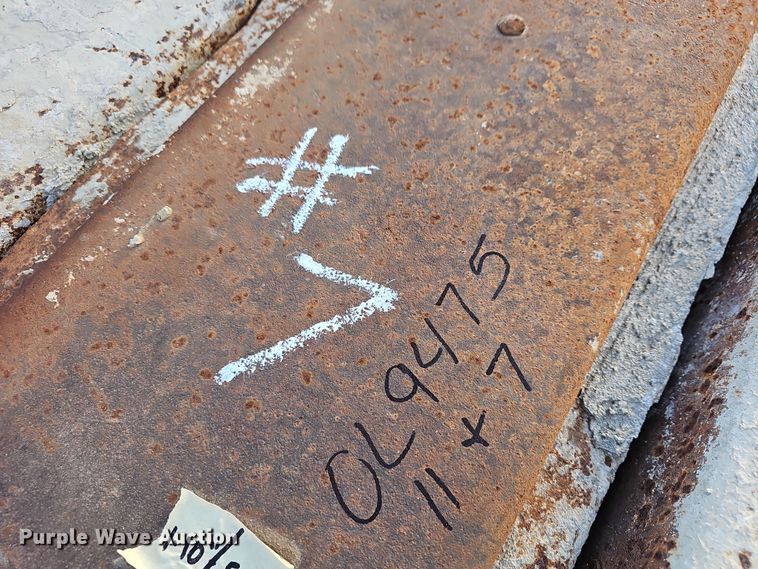 #
7
OL9475
11 x 7
Purple Wave Auction